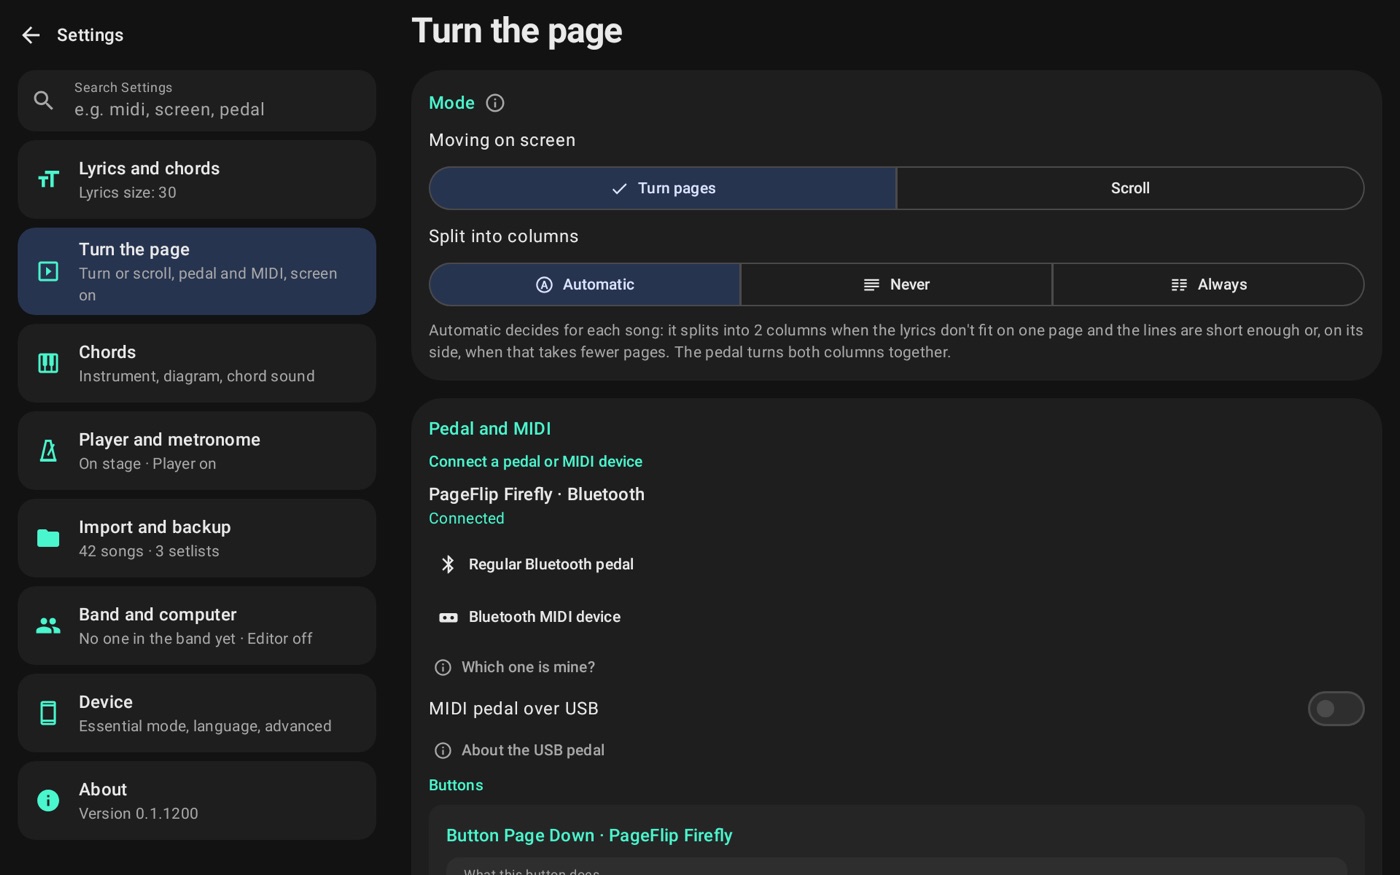 Settings
Search Settings
e.g. midi, screen, pedal
Lyrics and chords
Lyrics size: 30
Turn the page
Turn or scroll, pedal and MIDI, screen
on
Chords
Instrument, diagram, chord sound
Player and metronome
On stage · Player on
Import and backup
42 songs · 3 setlists
Band and computer
No one in the band yet · Editor off
Device
Essential mode, language, advanced
About
Version 0.1.1200
Turn the page
Mode
Moving on screen
Turn pages
Scroll
Split into columns
Automatic
Never
Always
Automatic decides for each song: it splits into 2 columns when the lyrics don't fit on one page and the lines are short enough or, on its
side, when that takes fewer pages. The pedal turns both columns together.
Pedal and MIDI
Connect a pedal or MIDI device
PageFlip Firefly · Bluetooth
Connected
Regular Bluetooth pedal
Bluetooth MIDI device
Which one is mine?
MIDI pedal over USB
About the USB pedal
Buttons
Button Page Down · PageFlip Firefly
What this button does